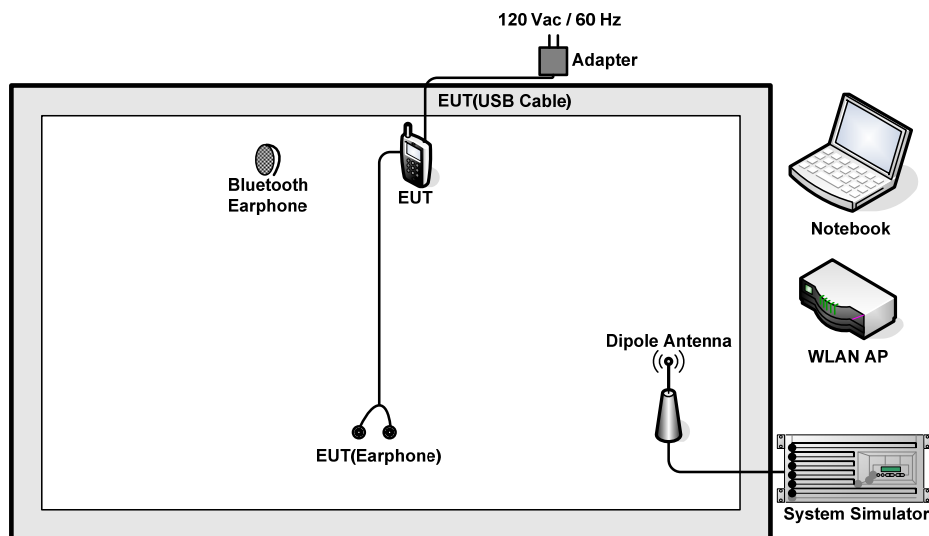 120 Vac / 60 Hz
Adapter
EUT(USB Cable)
Bluetooth
Earphone
EUT
Notebook
WLAN AP
Dipole Antenna
EUT(Earphone)
System Simulator